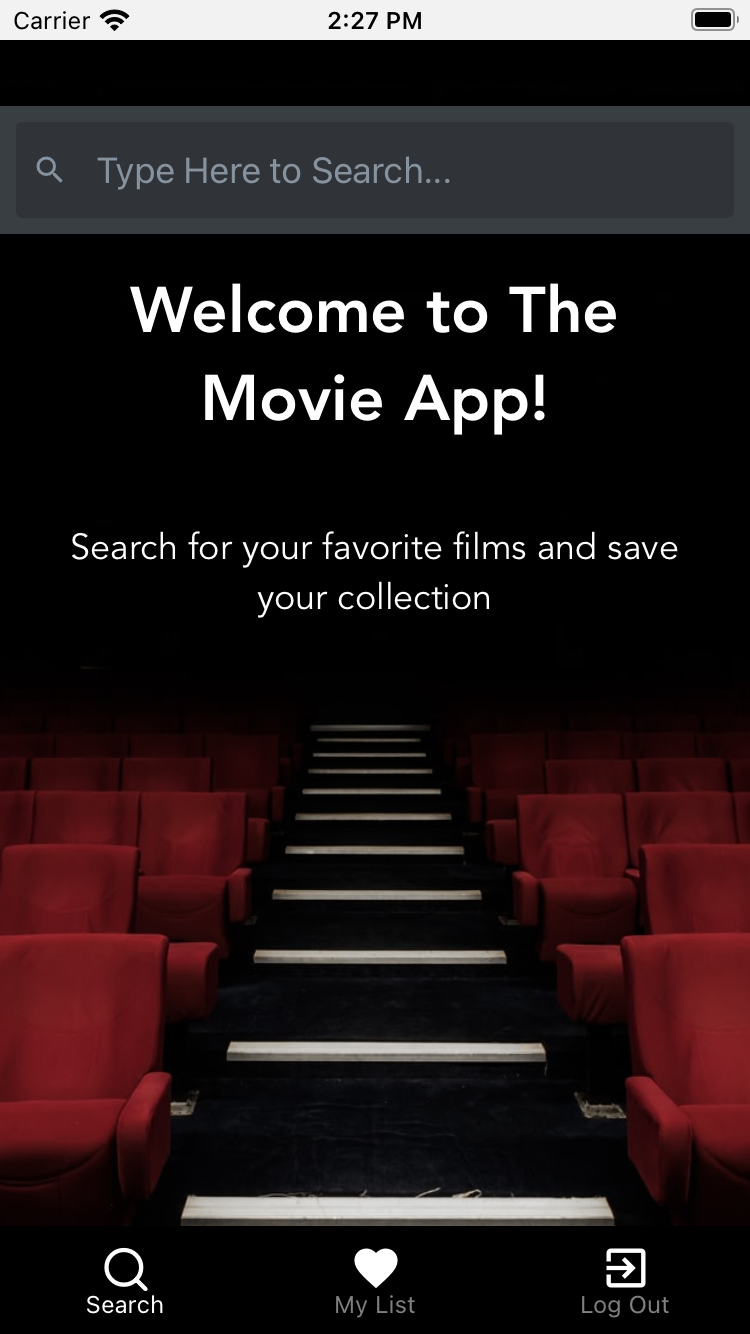 Carrier 2:27 PM
Type Here to Search...
Welcome to The
Movie App!
Search for your favorite films and save
your collection
Search My List Log Out